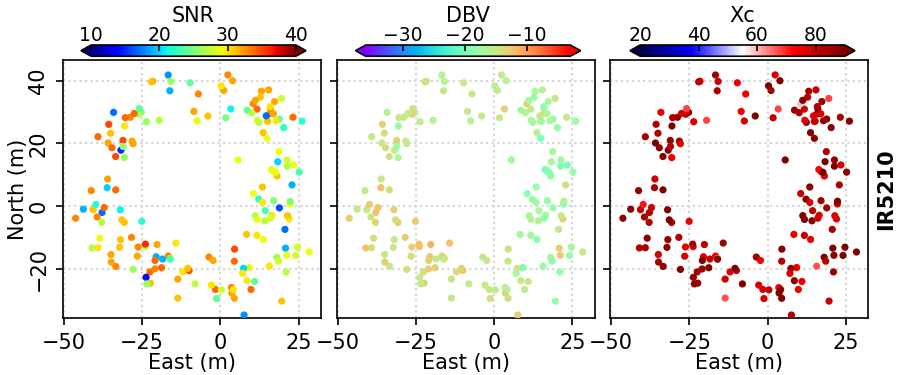 SNR DBV Xc
10 20 30 40 −30 −20 −10 20 40 60 80
40
20
0
−20
North (m)
IR5210
−50 −25 0 25 −50 −25 0 25 −50 −25 0 25
East (m) East (m) East (m)